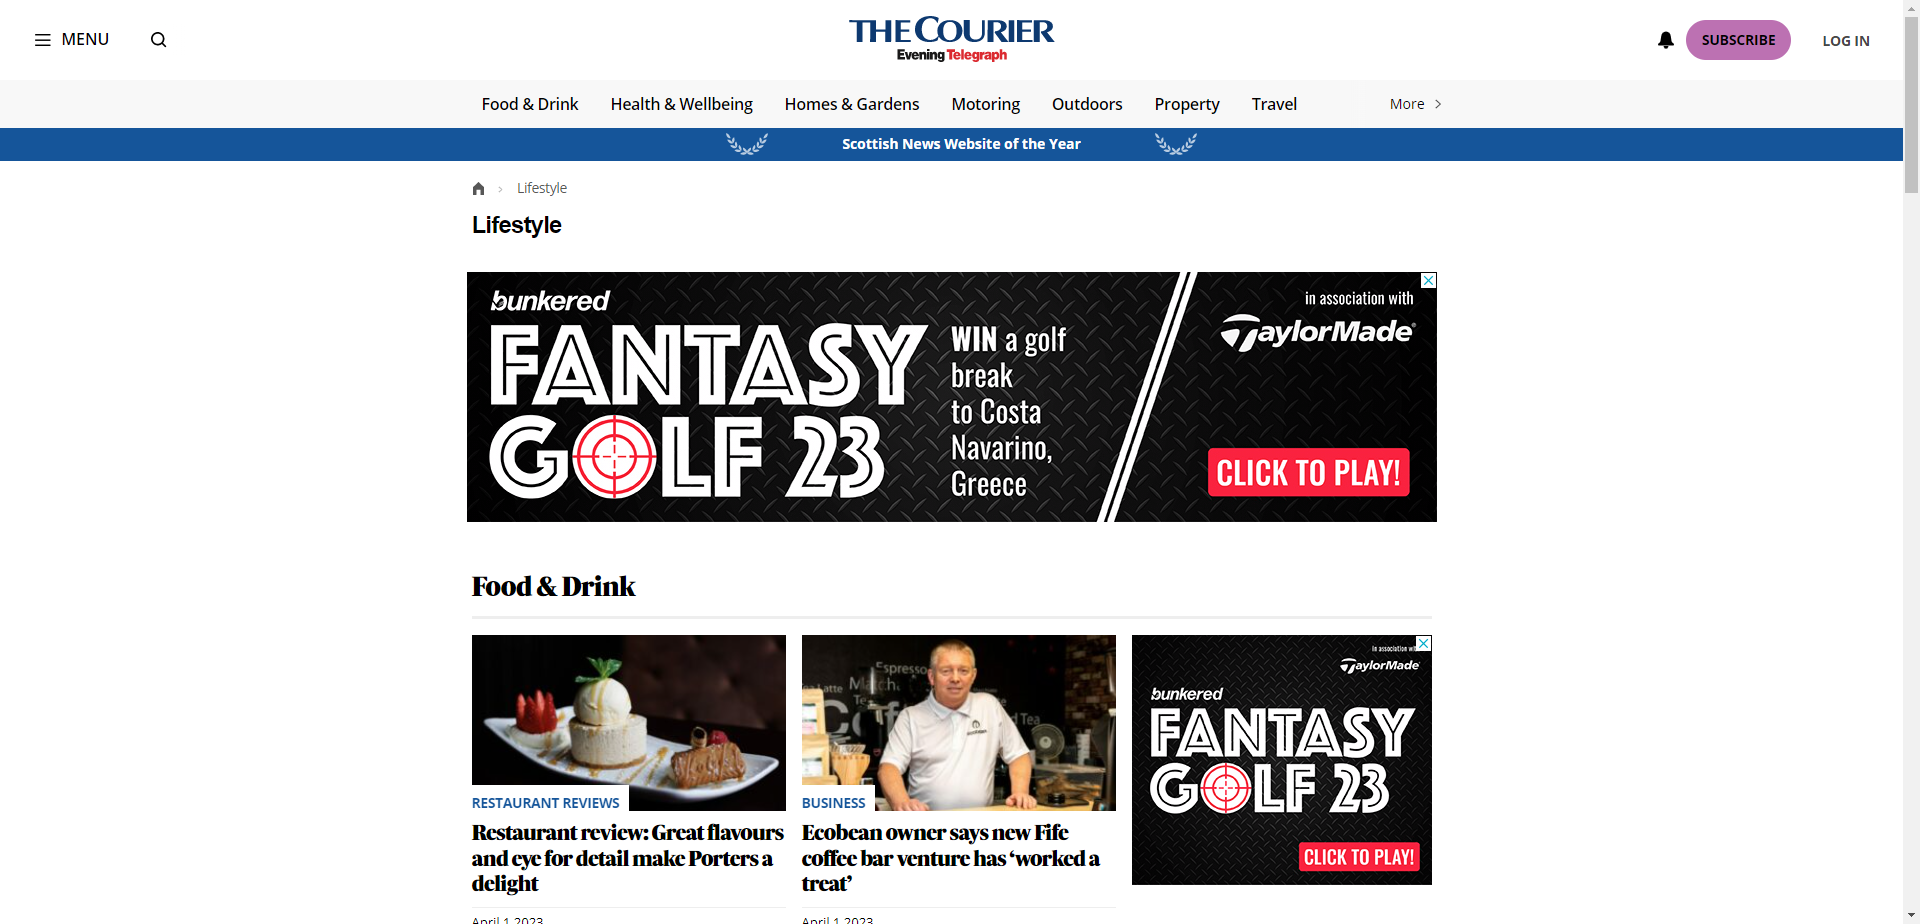 MENU
THE COURIER
Evening Telegraph
SUBSCRIBE
LOG IN
Food & Drink
Health & Wellbeing
Homes & Gardens
Motoring
Outdoors
Property
Travel
More
Scottish News Website of the Year
Lifestyle
Lifestyle
bunkered
FANTASY
GOLF 23
WIN a golf
break
to Costa
Navarino,
Greece
in association with
TaylorMade
CLICK TO PLAY!
Food & Drink
Espresso
Latte
Tea
RESTAURANT REVIEWS
Restaurant review: Great flavours
and eye for detail make Porters a
delight
April 1 2023
BUSINESS
Ecobean owner says new Fife
coffee bar venture has ‘worked a
treat’
April 1 2023
in association
TaylorMade
bunkered
FANTASY
GOLF 23
CLICK TO PLAY!